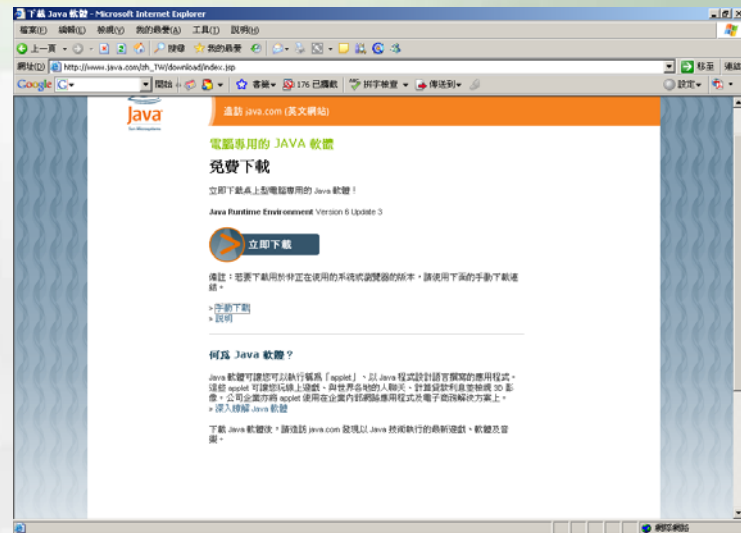 下載 Java 軟體 - Microsoft Internet Explorer
檔案(F) 編輯(E) 檢視(V) 我的最愛(A) 工具(T) 說明(H)
上一頁 搜尋 我的最愛
網址(D) http://www.java.com/zh_TW/download/index.jsp 移至 連結
Google G 開始 書籤 176 已攔截 拼字檢查 傳送到 設定
Java
Sun Microsystems
造訪 java.com (英文網站)
電腦專用的 JAVA 軟體
免費下載
立即下載桌上型電腦專用的 Java 軟體！
Java Runtime Environment Version 6 Update 3
立即下載
備註：若要下載用於非正在使用的系統或瀏覽器的版本，請使用下面的手動下載連
結。
» 手動下載
» 說明
何為 Java 軟體？
Java 軟體可讓您可以執行稱為「applet」、以 Java 程式設計語言撰寫的應用程式。
這些 applet 可讓您玩線上遊戲、與世界各地的人聊天、計算貸款利息並檢視 3D 影
像。公司企業亦將 applet 使用在企業內部網路應用程式及電子商務解決方案上。
» 深入瞭解 Java 軟體
下載 Java 軟體後，請造訪 java.com 發現以 Java 技術執行的最新遊戲、軟體及音
樂。
網際網路